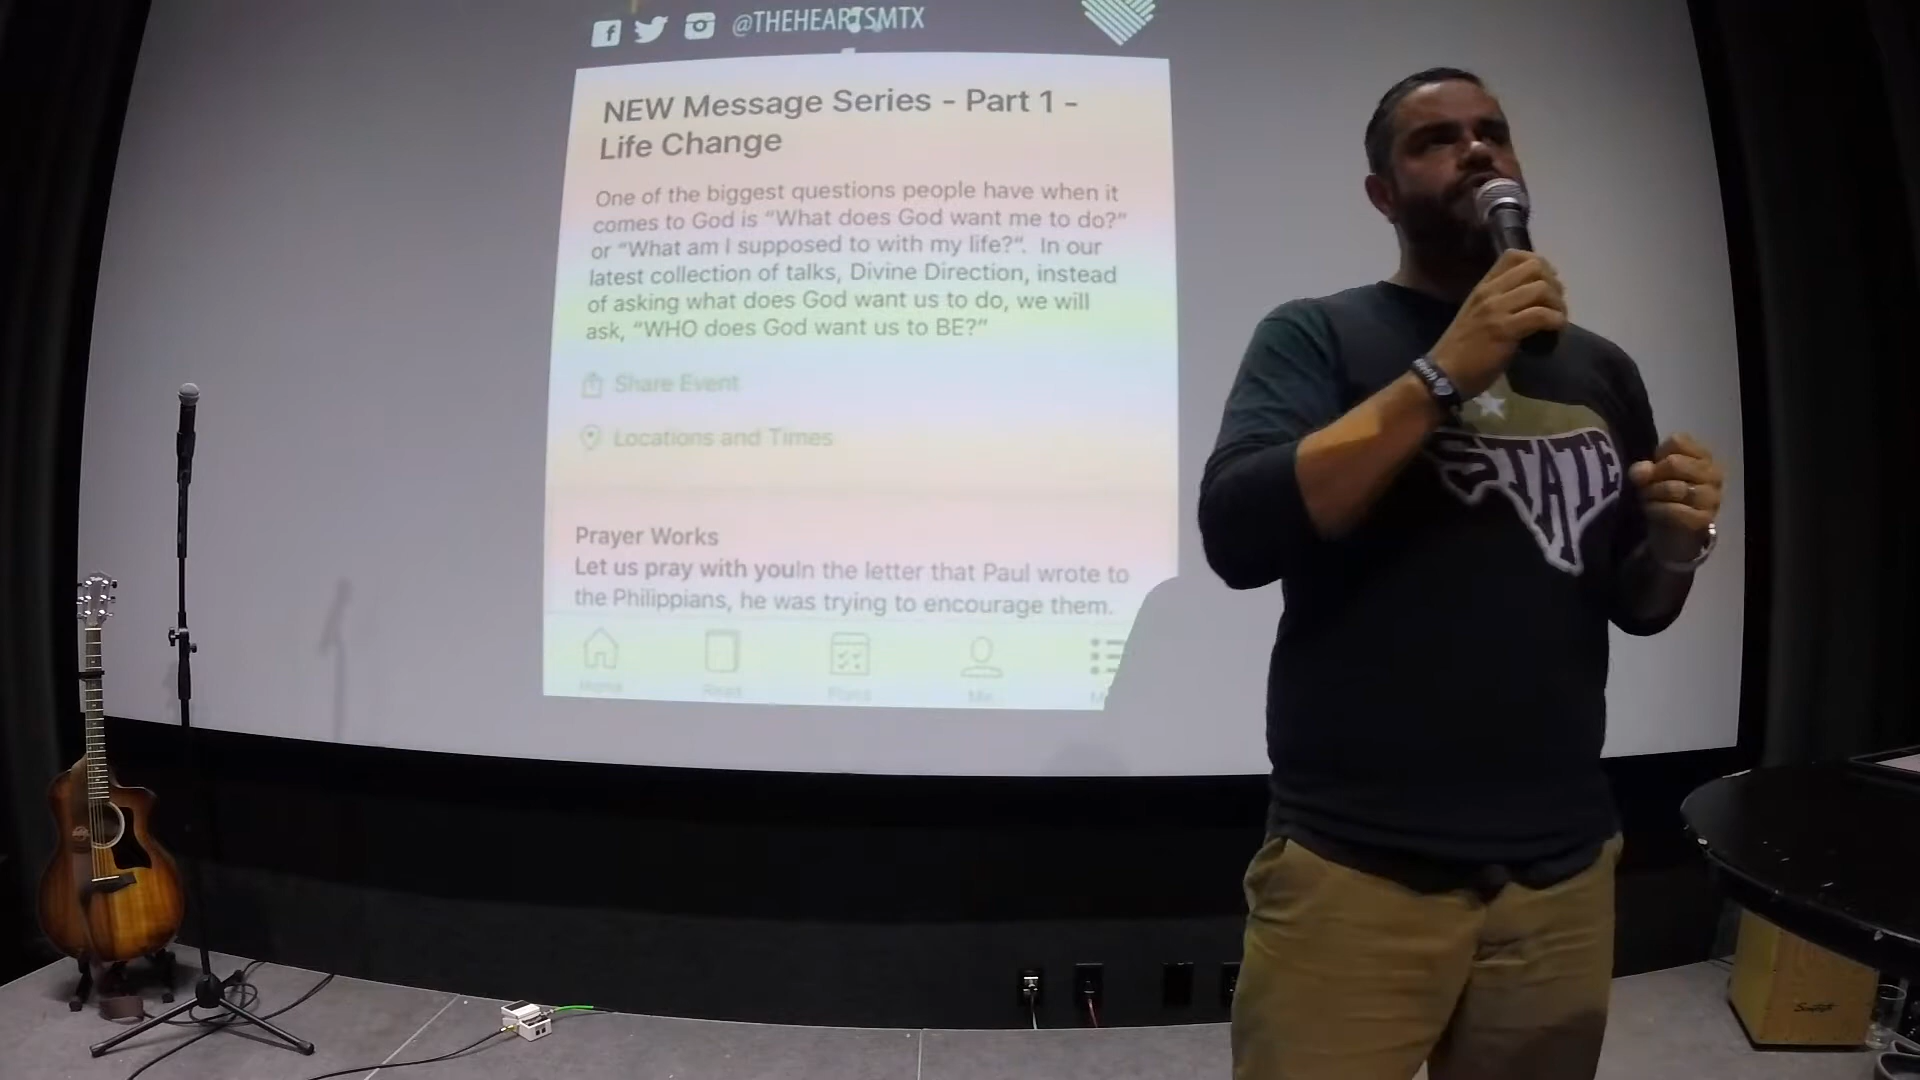 @THEHEARTSMTX
NEW Message Series - Part 1 -
Life Change
One of the biggest questions people have when it
comes to God is “What does God want me to do?”
or “What am I supposed to with my life?”. In our
latest collection of talks, Divine Direction, instead
of asking what does God want us to do, we will
ask, “WHO does God want us to BE?”
Share Event
Locations and Times
Prayer Works
Let us pray with youIn the letter that Paul wrote to
the Philippians, he was trying to encourage them.
Home Read Plans Me
STATE